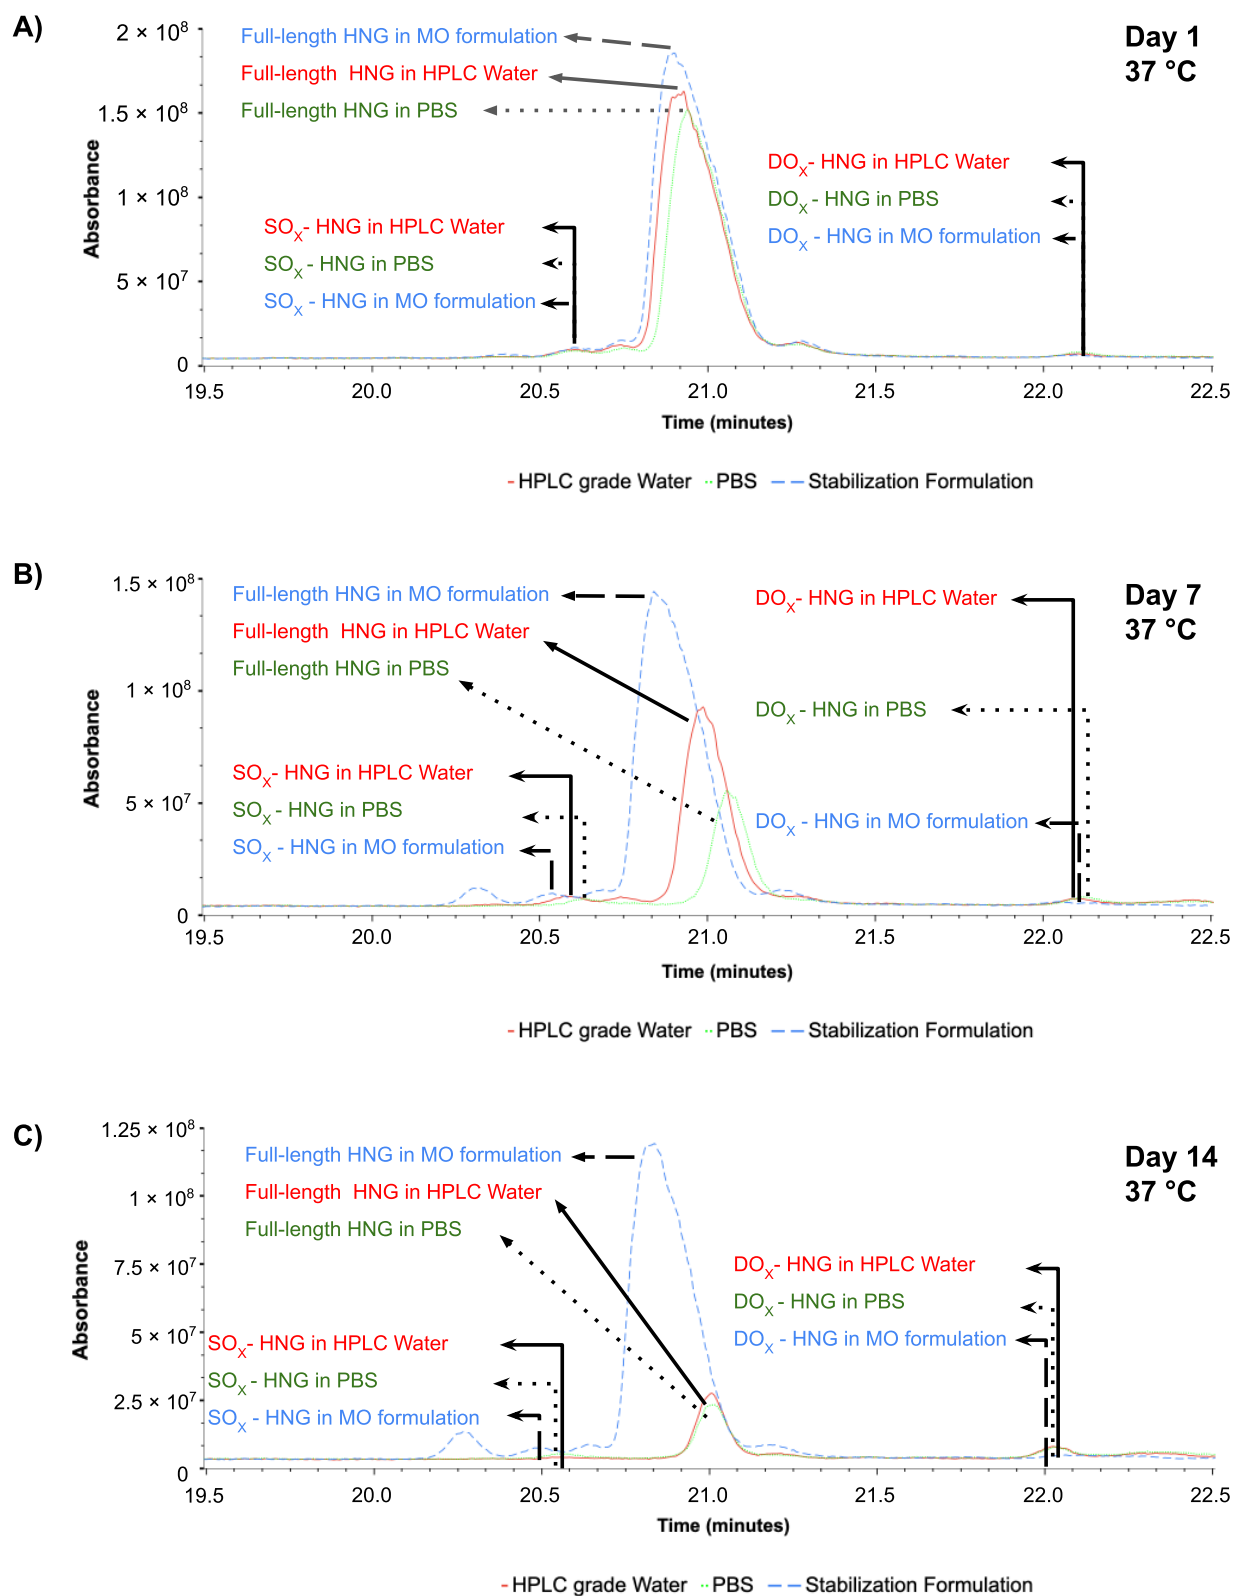 A)
Day 1
37 °C
2 × 10⁸
1.5 × 10⁸
1 × 10⁸
5 × 10⁷
0
Absorbance
Full-length HNG in MO formulation
Full-length HNG in HPLC Water
Full-length HNG in PBS
SOX- HNG in HPLC Water
SOX - HNG in PBS
SOX - HNG in MO formulation
DOX- HNG in HPLC Water
DOX - HNG in PBS
DOX - HNG in MO formulation
19.5 20.0 20.5 21.0 21.5 22.0 22.5
Time (minutes)
HPLC grade Water PBS Stabilization Formulation
B)
Day 7
37 °C
1.5 × 10⁸
1 × 10⁸
5 × 10⁷
0
Absorbance
Full-length HNG in MO formulation
Full-length HNG in HPLC Water
Full-length HNG in PBS
SOX- HNG in HPLC Water
SOX - HNG in PBS
SOX - HNG in MO formulation
DOX- HNG in HPLC Water
DOX - HNG in PBS
DOX - HNG in MO formulation
19.5 20.0 20.5 21.0 21.5 22.0 22.5
Time (minutes)
HPLC grade Water PBS Stabilization Formulation
C)
Day 14
37 °C
1.25 × 10⁸
1 × 10⁸
7.5 × 10⁷
5 × 10⁷
2.5 × 10⁷
0
Absorbance
Full-length HNG in MO formulation
Full-length HNG in HPLC Water
Full-length HNG in PBS
SOX- HNG in HPLC Water
SOX - HNG in PBS
SOX - HNG in MO formulation
DOX- HNG in HPLC Water
DOX - HNG in PBS
DOX - HNG in MO formulation
19.5 20.0 20.5 21.0 21.5 22.0 22.5
Time (minutes)
HPLC grade Water PBS Stabilization Formulation